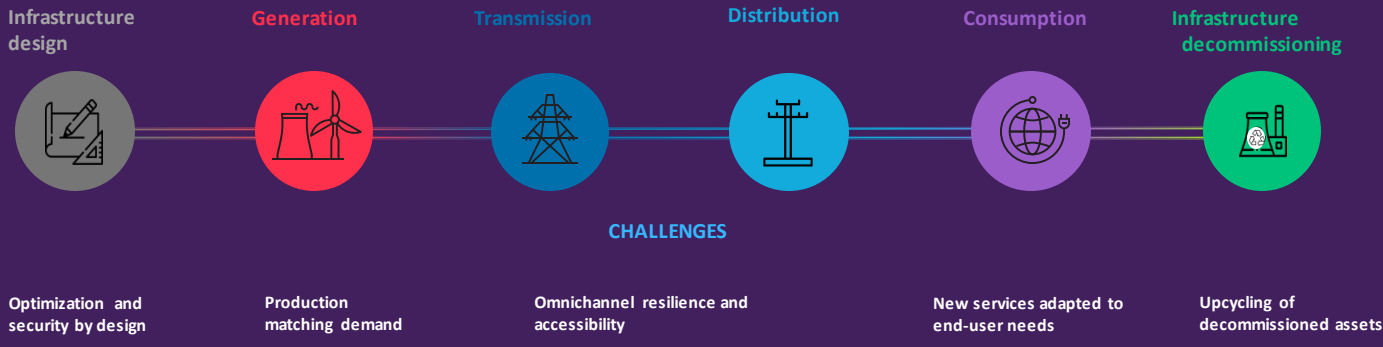 Infrastructure
design
Generation
Transmission
Distribution
Consumption
Infrastructure
decommissioning
CHALLENGES
Optimization and
security by design
Production
matching demand
Omnichannel resilience and
accessibility
New services adapted to
end-user needs
Upcycling of
decommissioned assets